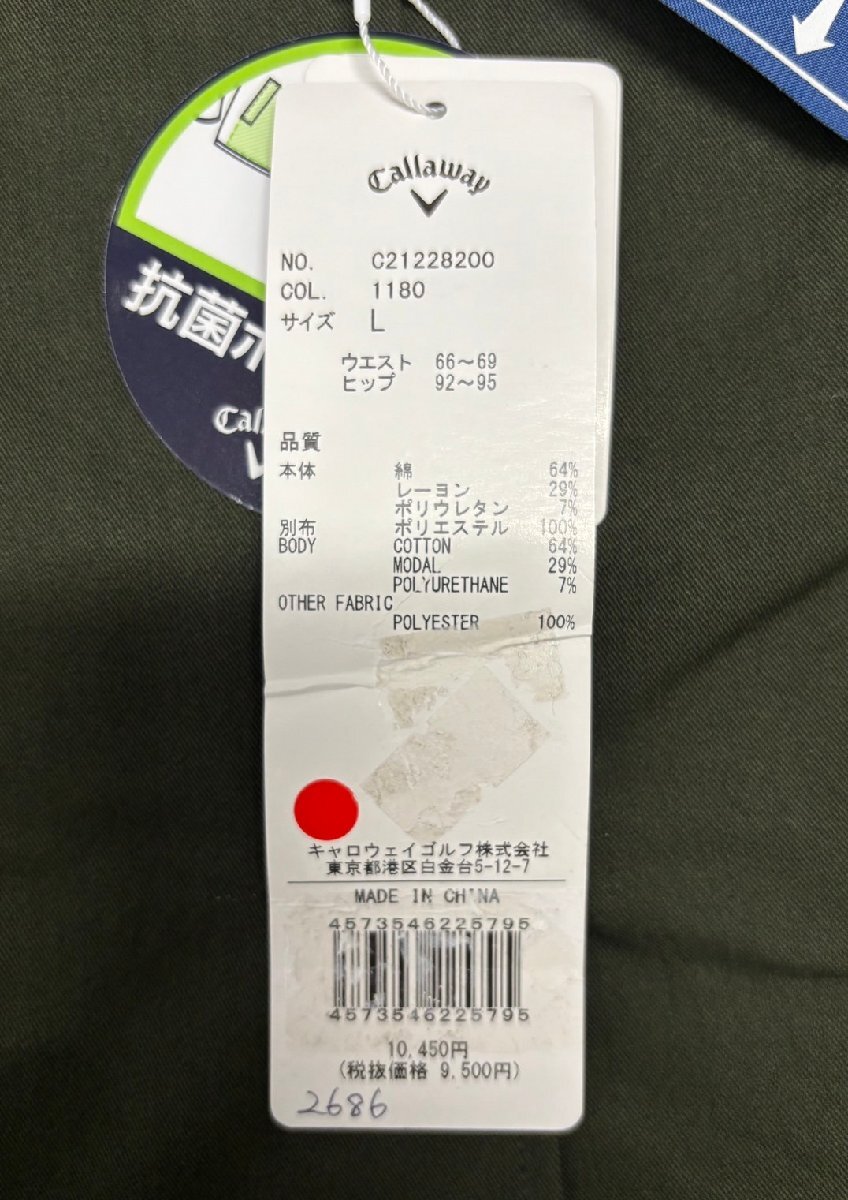 抗菌ポ
Cal
Callaway
NO. C21228200
COL. 1180
サイズ L
ウエスト 66～69
ヒップ 92～95
品質
本体 綿 64%
レーヨン 29%
ポリウレタン 7%
別布 ポリエステル 100%
BODY COTTON 64%
MODAL 29%
POLYURETHANE 7%
OTHER FABRIC
POLYESTER 100%
キャロウェイゴルフ株式会社
東京都港区白金台5-12-7
MADE IN CH'NA
4573546225795
4573546225795
10,450円
(税抜価格 9,500円)
2686